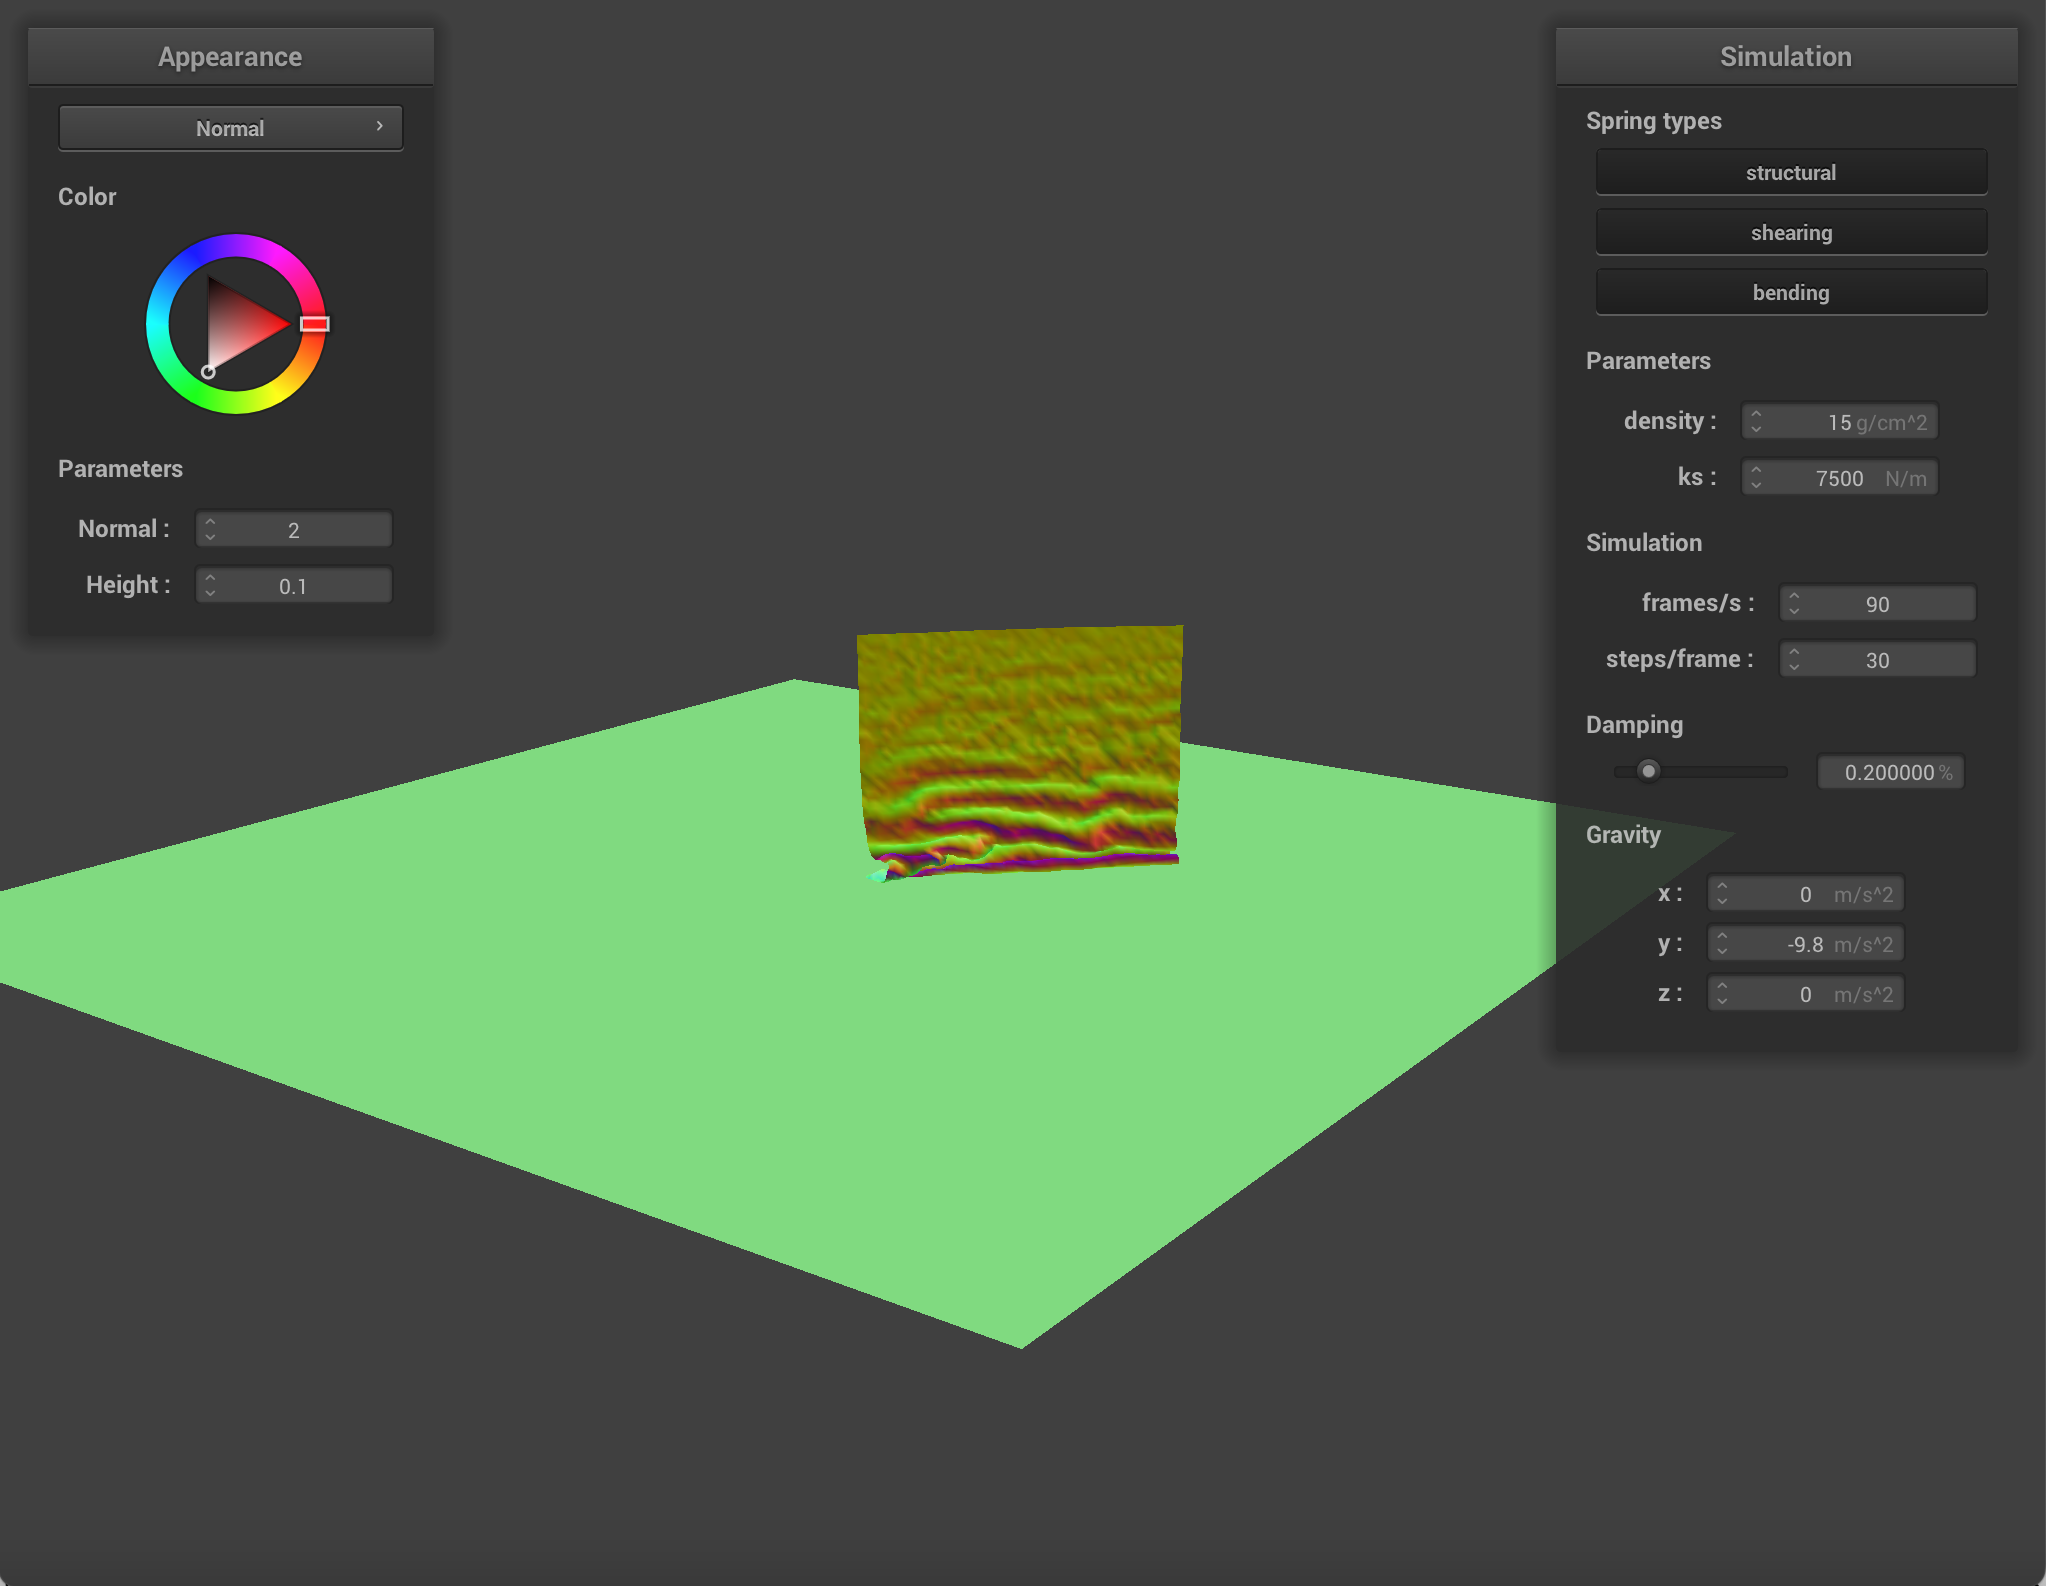 Appearance
Normal
Color
Parameters
Normal : 2
Height : 0.1
Simulation
Spring types
structural
shearing
bending
Parameters
density : 15 g/cm^2
ks : 7500 N/m
Simulation
frames/s : 90
steps/frame : 30
Damping
0.200000 %
Gravity
x : 0 m/s^2
y : -9.8 m/s^2
z : 0 m/s^2